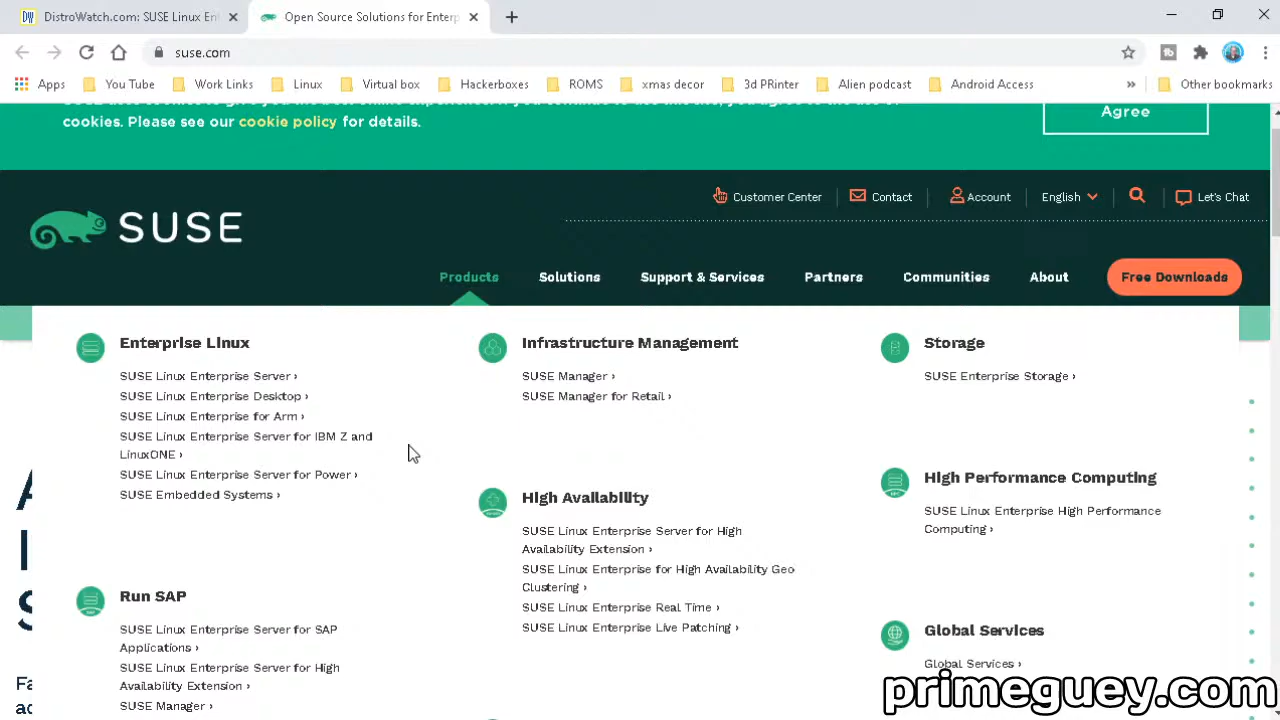 DistroWatch.com: SUSE Linux Ent
Open Source Solutions for Enterp
suse.com
Apps
You Tube
Work Links
Linux
Virtual box
Hackerboxes
ROMS
xmas decor
3d PRinter
Alien podcast
Android Access
»
Other bookmarks
cookies. Please see our cookie policy for details.
Agree
Customer Center
Contact
Account
English
Let's Chat
SUSE
Products
Solutions
Support & Services
Partners
Communities
About
Free Downloads
Enterprise Linux
SUSE Linux Enterprise Server ›
SUSE Linux Enterprise Desktop ›
SUSE Linux Enterprise for Arm ›
SUSE Linux Enterprise Server for IBM Z and
LinuxONE ›
SUSE Linux Enterprise Server for Power ›
SUSE Embedded Systems ›
Run SAP
SUSE Linux Enterprise Server for SAP
Applications ›
SUSE Linux Enterprise Server for High
Availability Extension ›
SUSE Manager ›
Infrastructure Management
SUSE Manager ›
SUSE Manager for Retail ›
High Availability
SUSE Linux Enterprise Server for High
Availability Extension ›
SUSE Linux Enterprise for High Availability Geo
Clustering ›
SUSE Linux Enterprise Real Time ›
SUSE Linux Enterprise Live Patching ›
Storage
SUSE Enterprise Storage ›
High Performance Computing
SUSE Linux Enterprise High Performance
Computing ›
Global Services
Global Services ›
primeguey.com